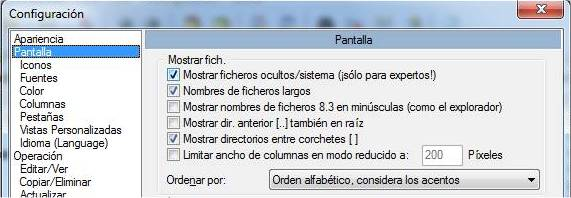 Configuración
Apariencia
Pantalla
Iconos
Fuentes
Color
Columnas
Pestañas
Vistas Personalizadas
Idioma (Language)
Operación
Editar/Ver
Copiar/Eliminar
Actualizar
Pantalla
Mostrar fich.
Mostrar ficheros ocultos/sistema (¡sólo para expertos!)
Nombres de ficheros largos
Mostrar nombres de ficheros 8.3 en minúsculas (como el explorador)
Mostrar dir. anterior [..] también en raíz
Mostrar directorios entre corchetes [ ]
Limitar ancho de columnas en modo reducido a: 200 Píxeles
Ordenar por: Orden alfabético, considera los acentos